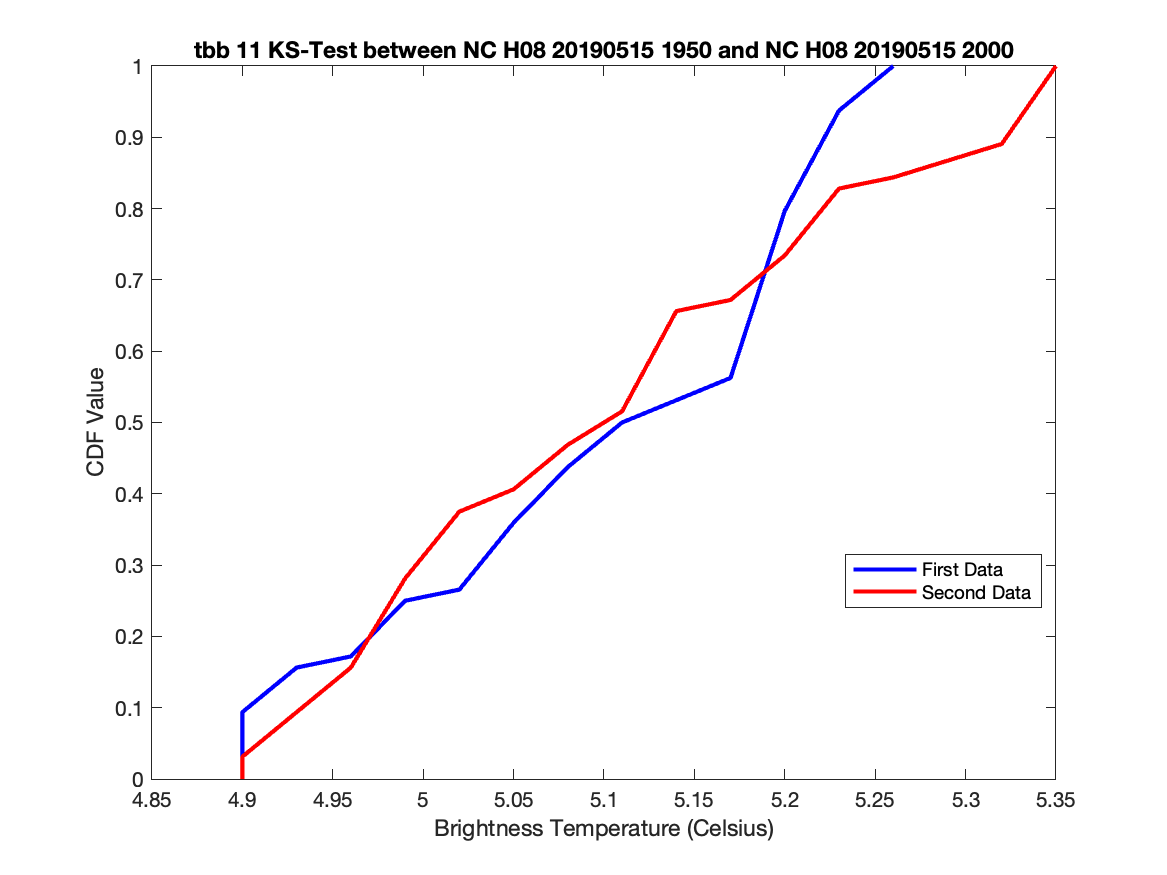 tbb 11 KS-Test between NC H08 20190515 1950 and NC H08 20190515 2000
1
0.9
0.8
0.7
0.6
0.5
0.4
0.3
0.2
0.1
0
CDF Value
First Data
Second Data
4.85 4.9 4.95 5 5.05 5.1 5.15 5.2 5.25 5.3 5.35
Brightness Temperature (Celsius)